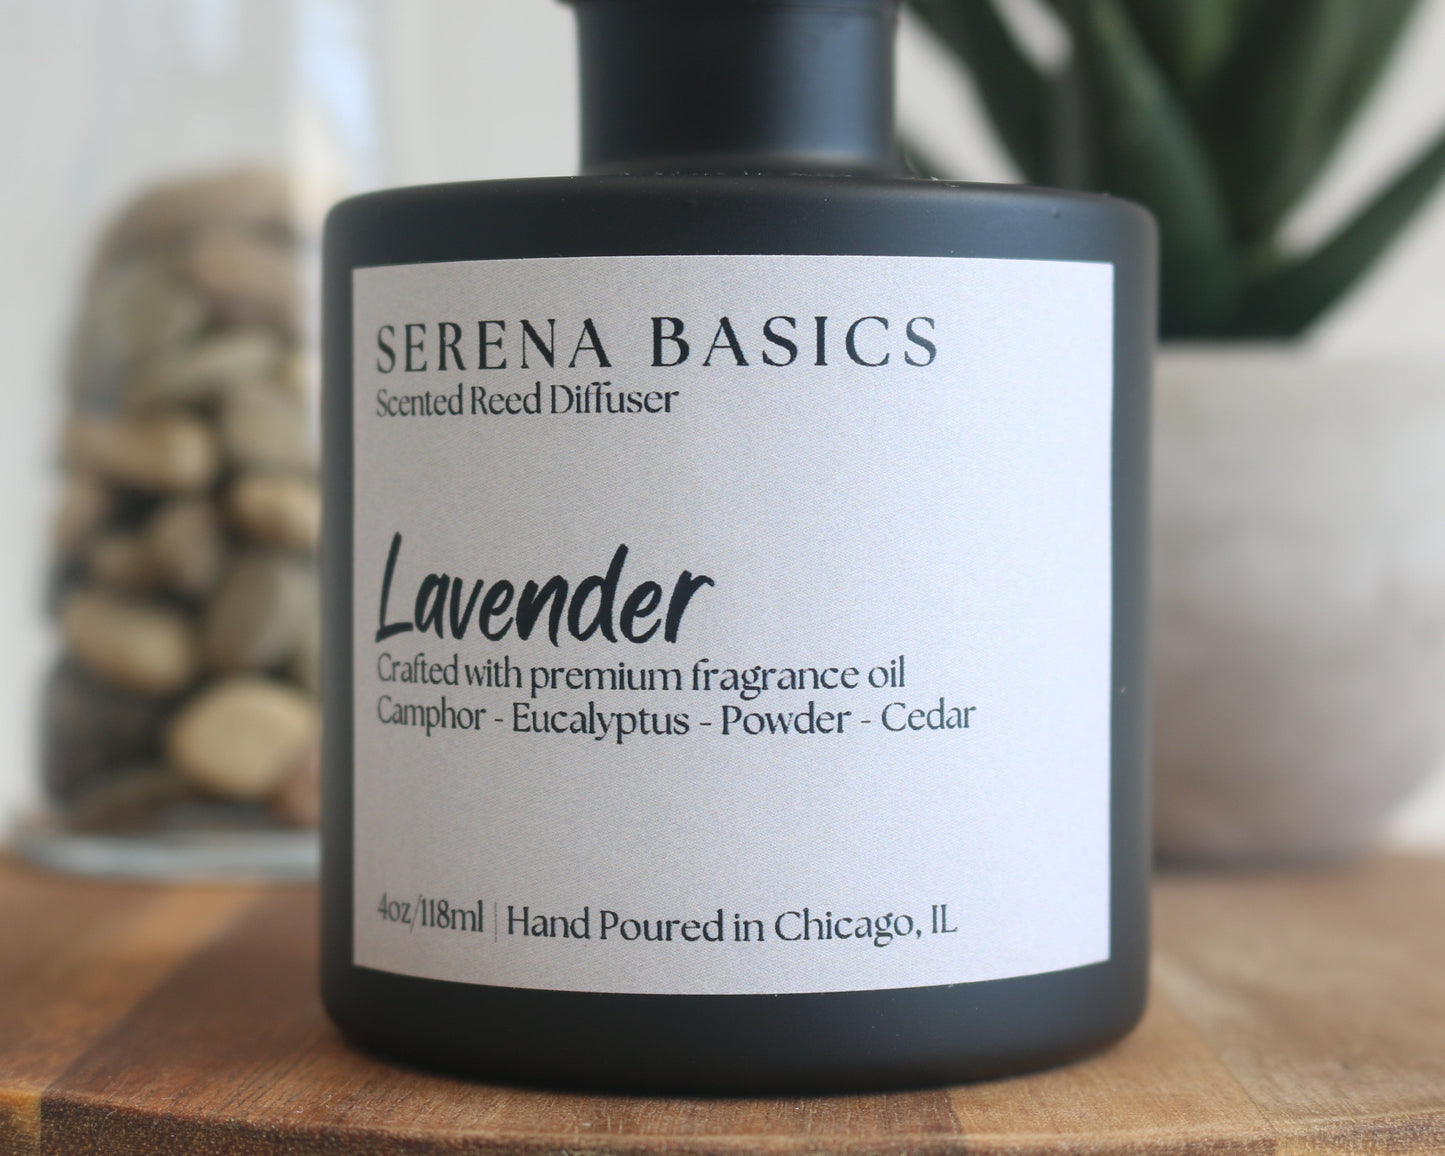 SERENA BASICS
Scented Reed Diffuser
Lavender
Crafted with premium fragrance oil
Camphor - Eucalyptus - Powder - Cedar
4oz/118ml | Hand Poured in Chicago, IL